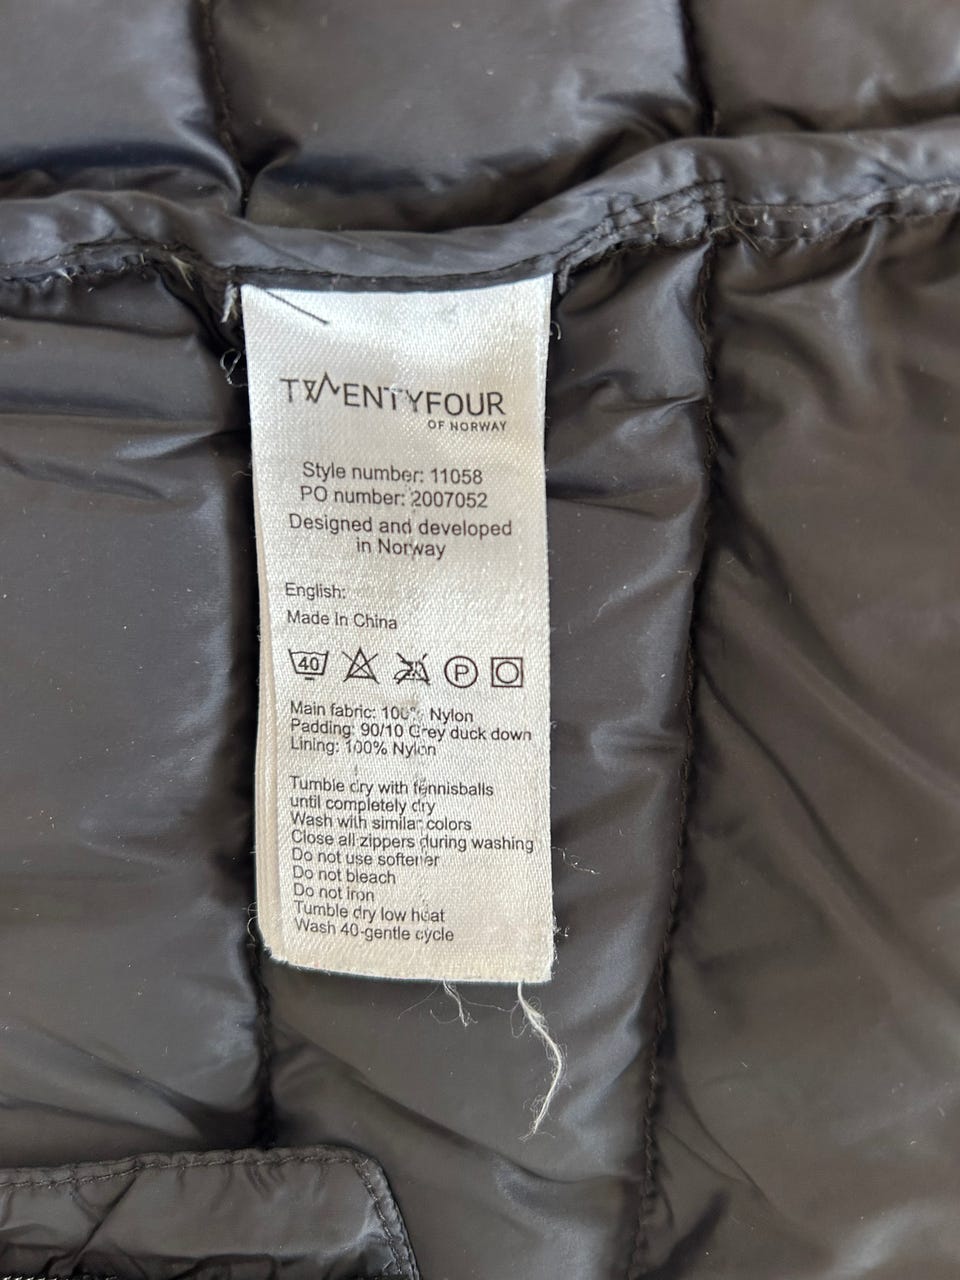 TWENTYFOUR
OF NORWAY
Style number: 11058
PO number: 2007052
Designed and developed
in Norway
English:
Made in China
40
P
Main fabric: 100% Nylon
Padding: 90/10 Grey duck down
Lining: 100% Nylon
Tumble dry with tennisballs
until completely dry
Wash with similar colors
Close all zippers during washing
Do not use softener
Do not bleach
Do not iron
Tumble dry low heat
Wash 40-gentle cycle